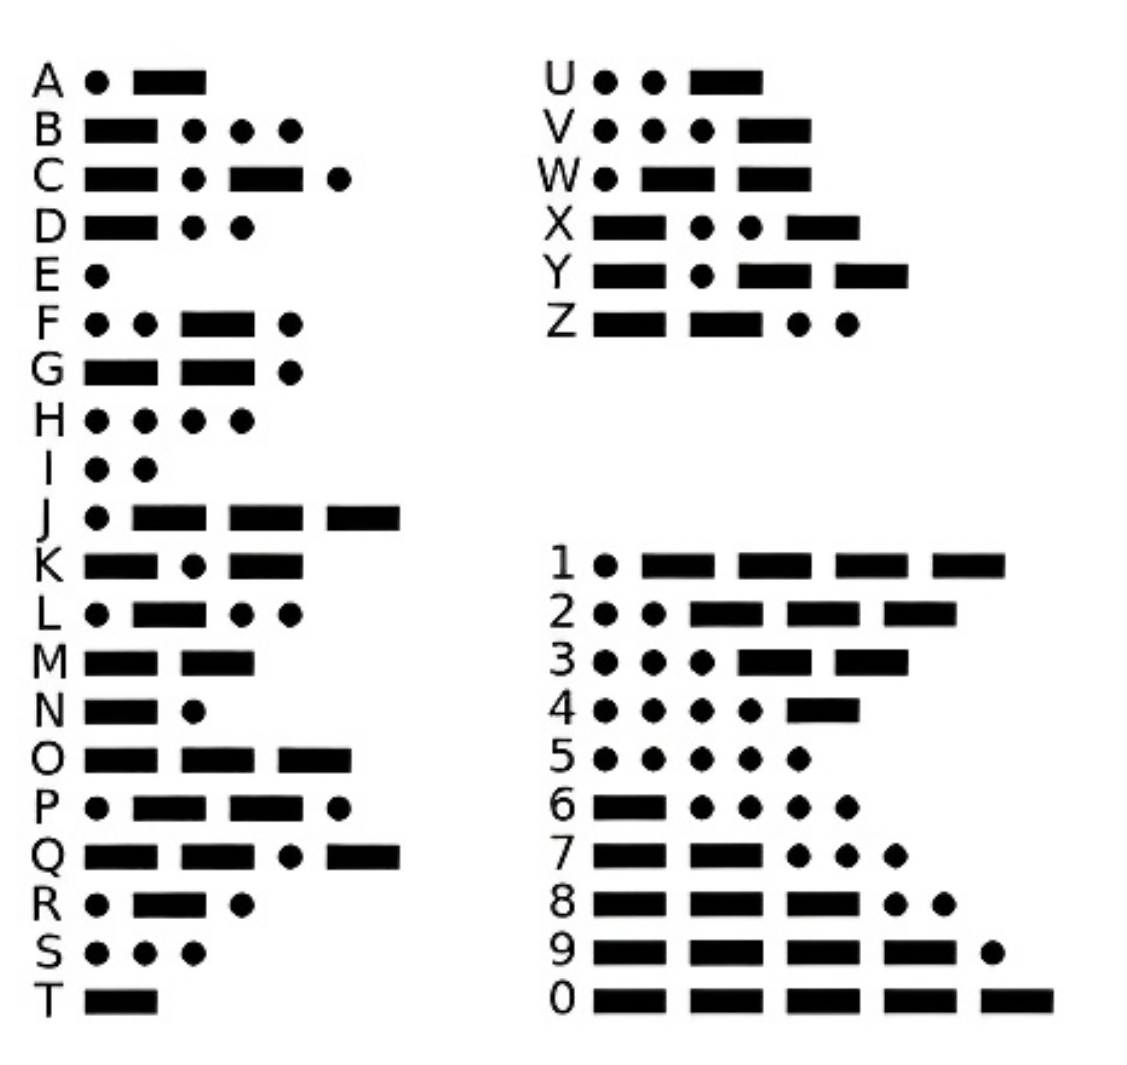 A • −
B − • • •
C − • − •
D − • •
E •
F • • − •
G − − •
H • • • •
I • •
J • − − −
K − • −
L • − • •
M − −
N − •
O − − −
P • − − •
Q − − • −
R • − •
S • • •
T −
U • • −
V • • • −
W • − −
X − • • −
Y − • − −
Z − − • •
1 • − − − −
2 • • − − −
3 • • • − −
4 • • • • −
5 • • • • •
6 − • • • •
7 − − • • •
8 − − − • •
9 − − − − •
0 − − − − −